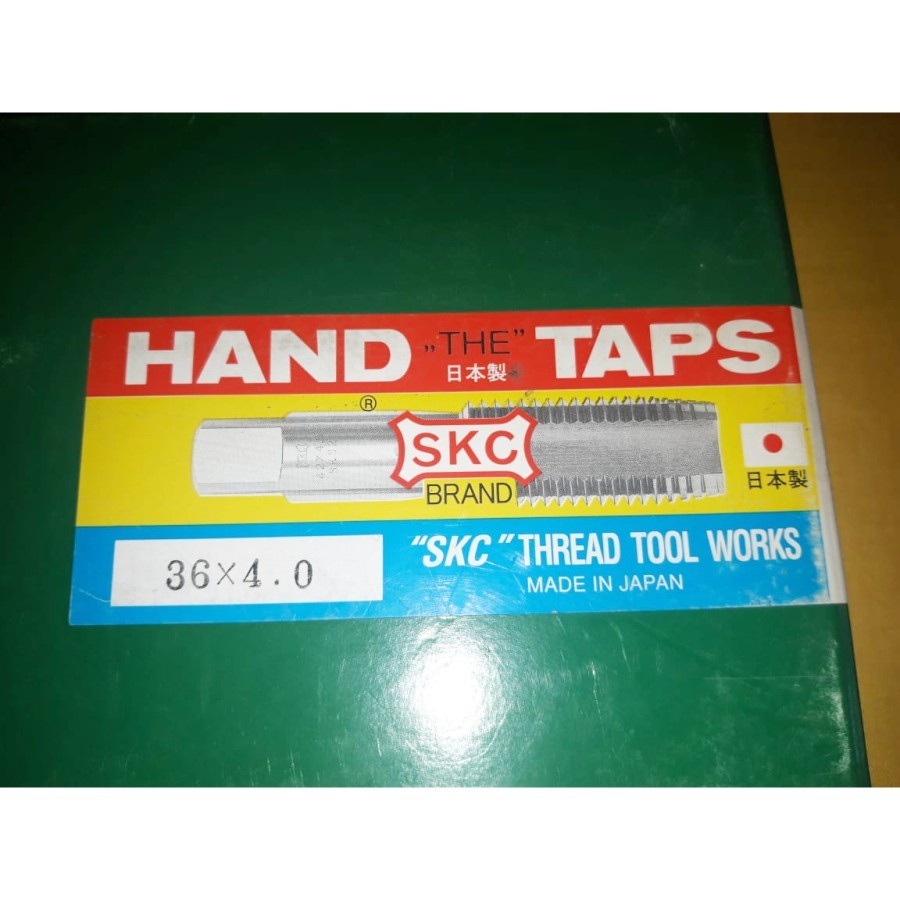 HAND „THE” TAPS
日本製
®
SKC
BRAND
日本製
36×4.0
"SKC" THREAD TOOL WORKS
MADE IN JAPAN